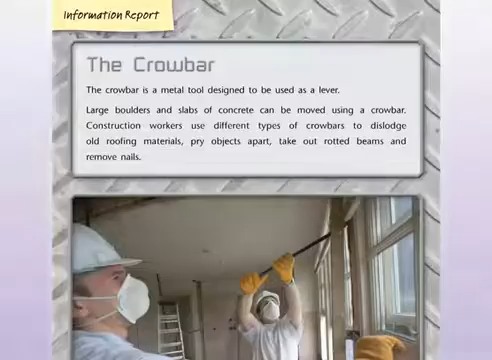 Information Report
The Crowbar
The crowbar is a metal tool designed to be used as a lever.
Large boulders and slabs of concrete can be moved using a crowbar.
Construction workers use different types of crowbars to dislodge
old roofing materials, pry objects apart, take out rotted beams and
remove nails.